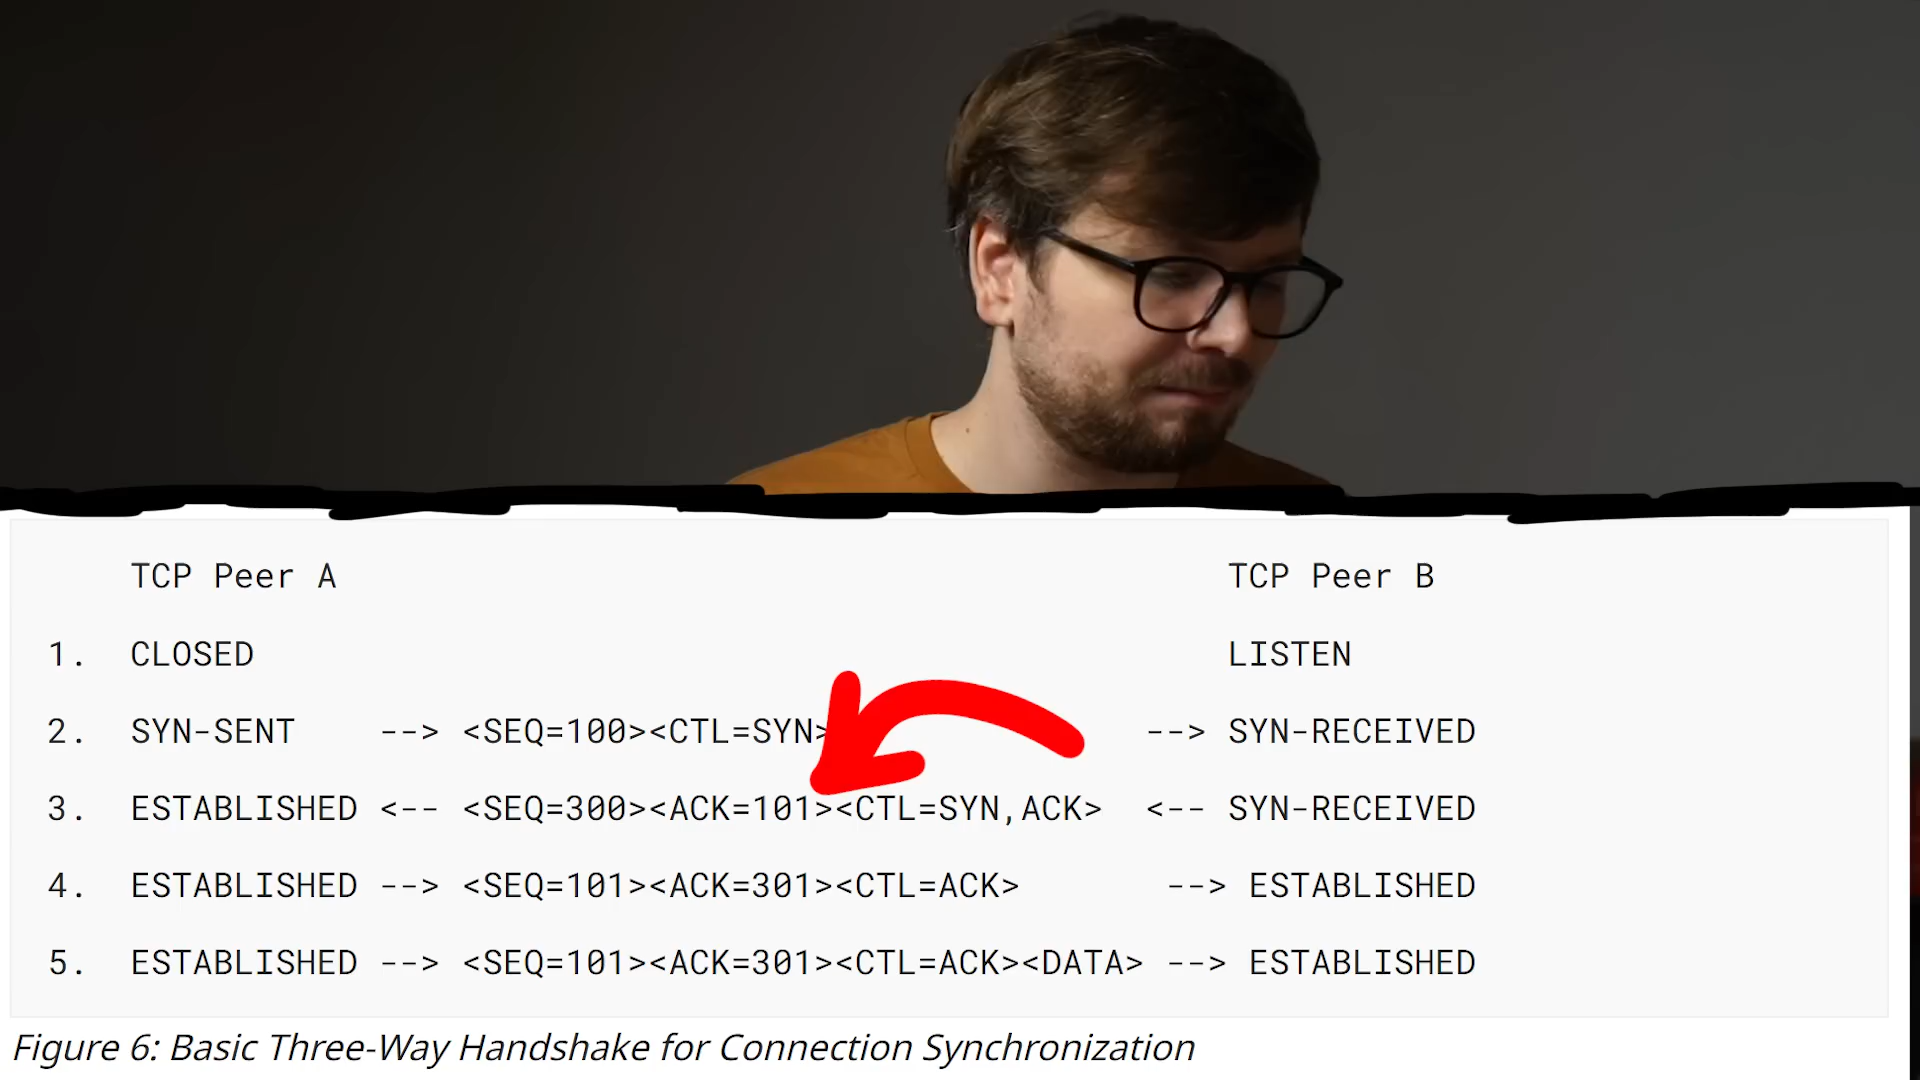 TCP Peer A TCP Peer B
1. CLOSED LISTEN
2. SYN-SENT --> <SEQ=100><CTL=SYN> --> SYN-RECEIVED
3. ESTABLISHED <-- <SEQ=300><ACK=101><CTL=SYN,ACK> <-- SYN-RECEIVED
4. ESTABLISHED --> <SEQ=101><ACK=301><CTL=ACK> --> ESTABLISHED
5. ESTABLISHED --> <SEQ=101><ACK=301><CTL=ACK><DATA> --> ESTABLISHED
Figure 6: Basic Three-Way Handshake for Connection Synchronization